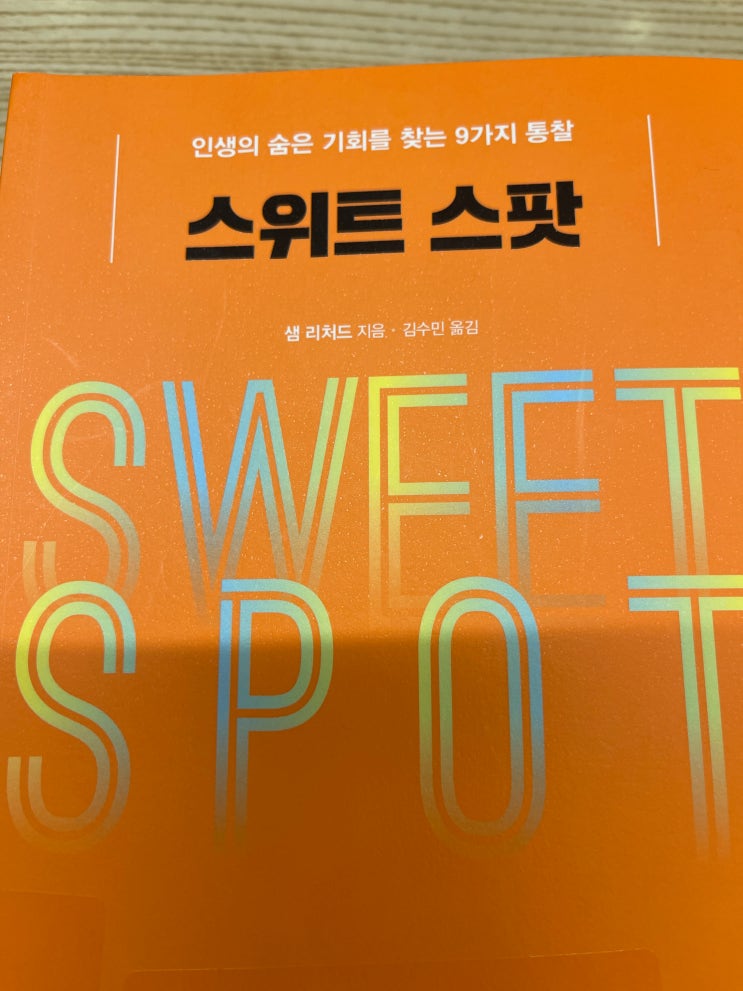 인생의 숨은 기회를 찾는 9가지 통찰
스위트 스팟
샘 리처드 지음 · 김수민 옮김
SWEET
SPOT